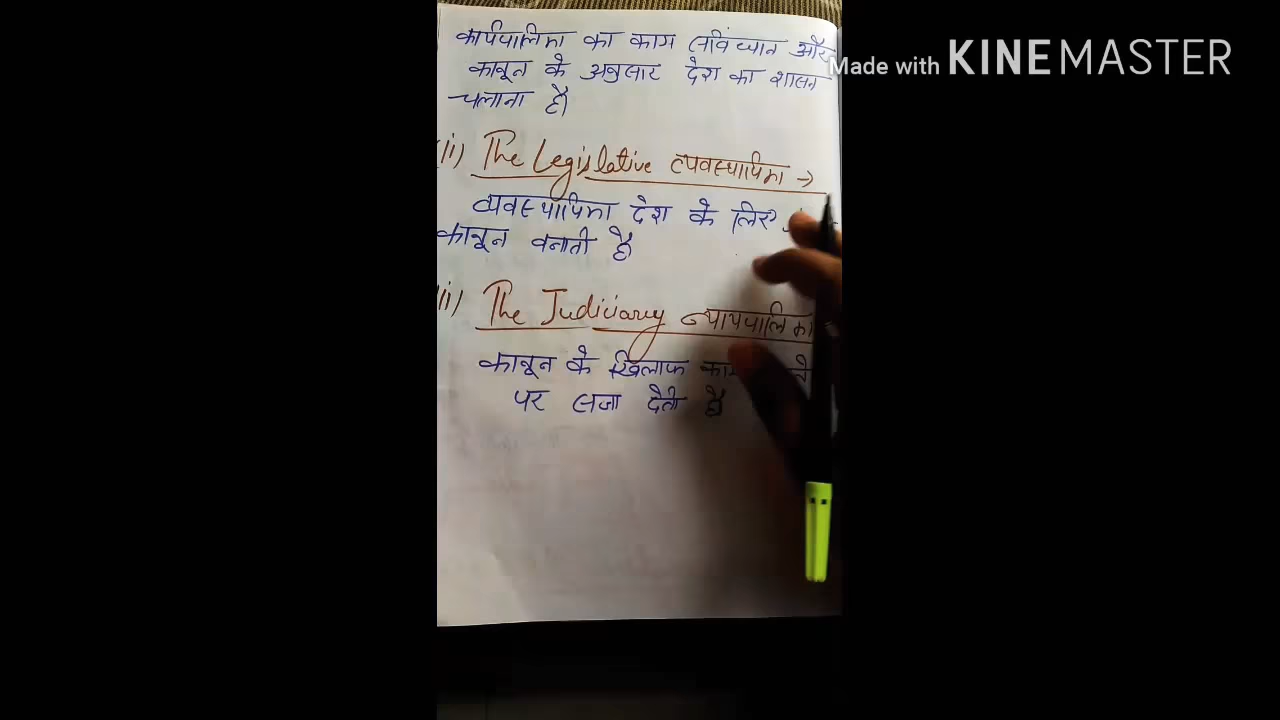 कार्यपालिका का काम संविधान और
Made with KINEMASTER
कानून के अनुसार देश का शासन
चलाना है।
(ii) The Legislative व्यवस्थापिका →
व्यवस्थापिका देश के लिए
कानून बनाती है
ii) The Judiciary न्यायपालिका
कानून के खिलाफ
पर सजा देती है